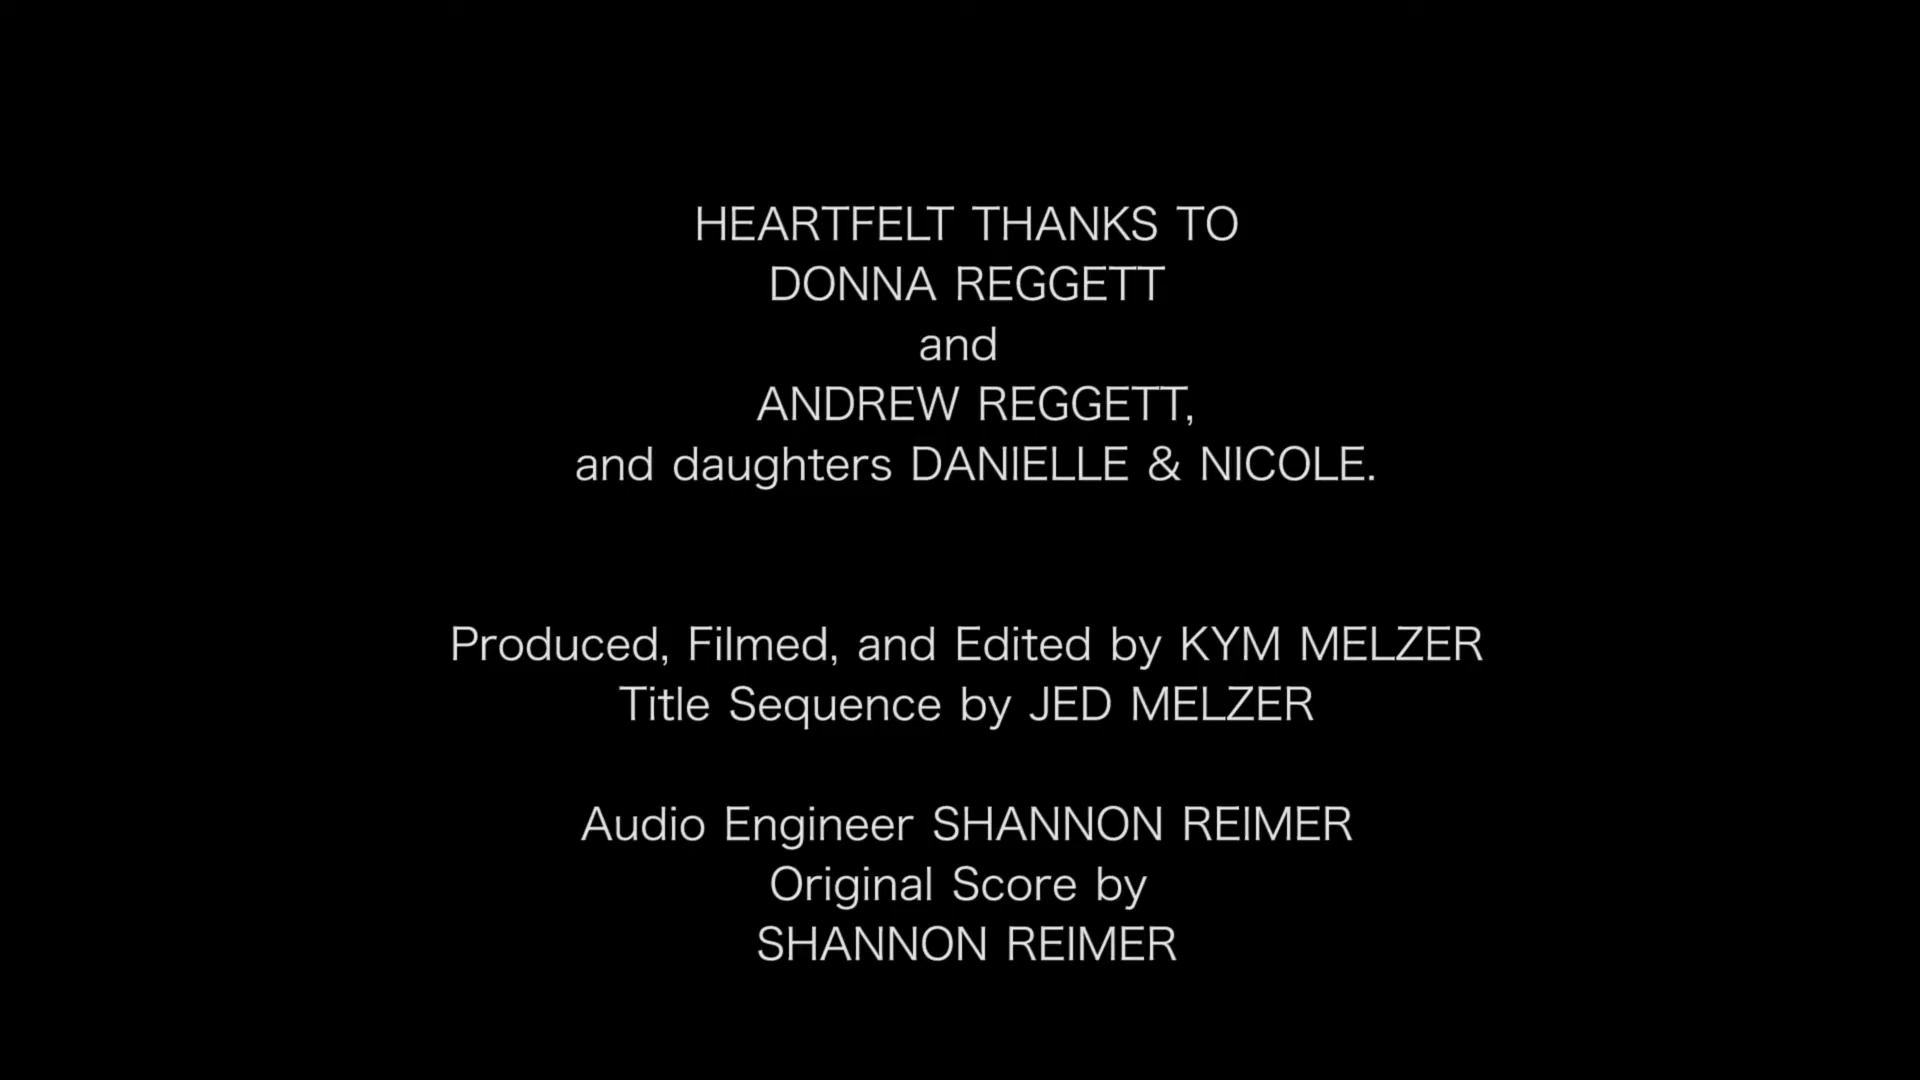 HEARTFELT THANKS TO
DONNA REGGETT
and
ANDREW REGGETT,
and daughters DANIELLE & NICOLE.
Produced, Filmed, and Edited by KYM MELZER
Title Sequence by JED MELZER
Audio Engineer SHANNON REIMER
Original Score by
SHANNON REIMER